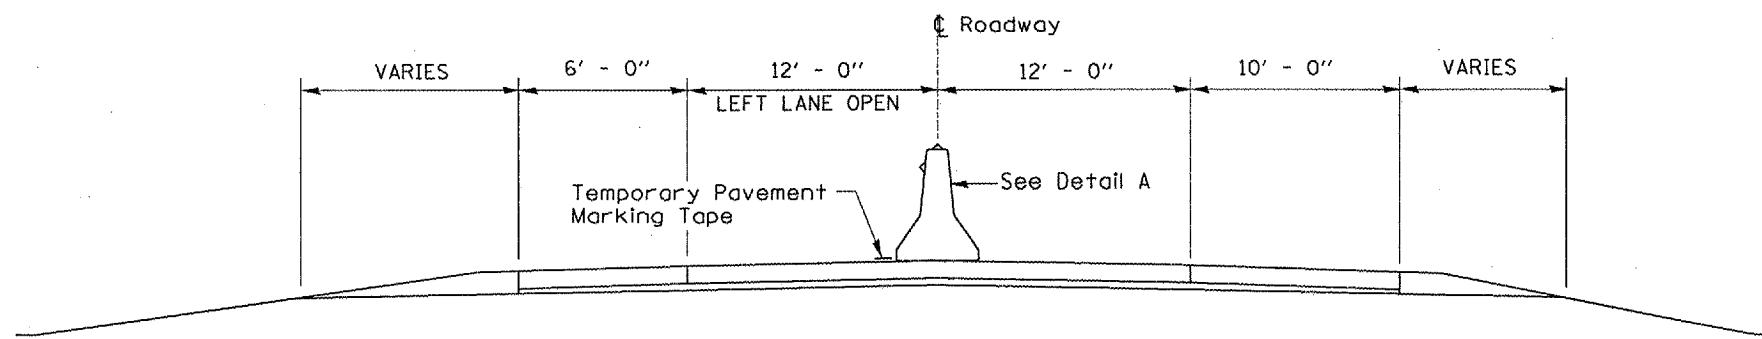 ℄ Roadway
VARIES
6' - 0"
12' - 0"
12' - 0"
10' - 0"
VARIES
LEFT LANE OPEN
Temporary Pavement
Marking Tape
See Detail A